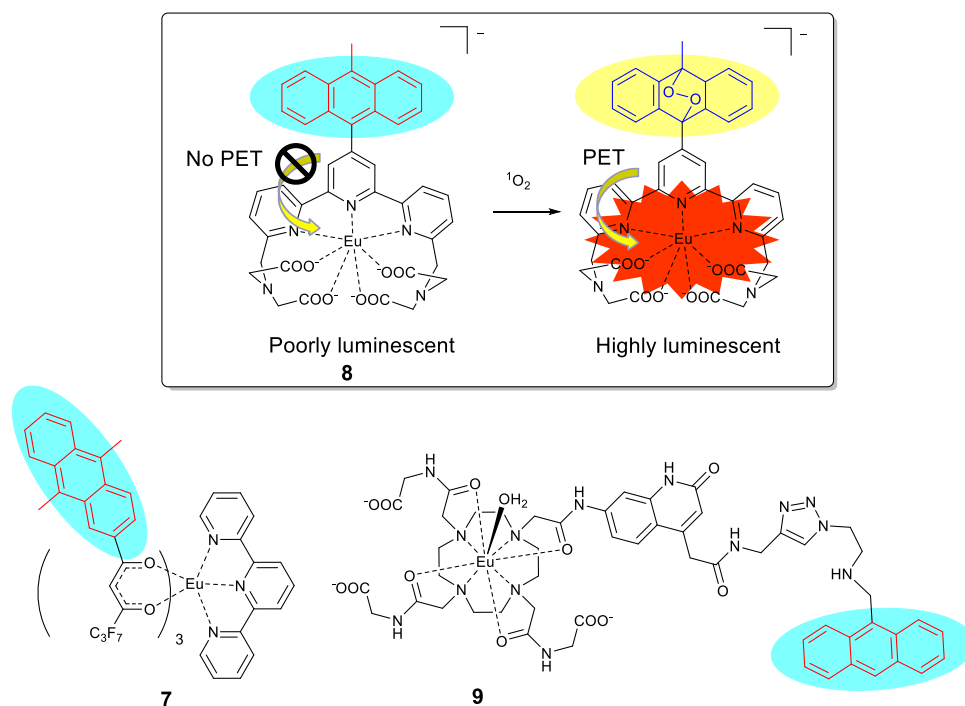 −
−
O
O
No PET
PET
¹O₂
N
N
N
N
N
N
Eu
Eu
⁻COO
⁻OOC
⁻COO
⁻OOC
N
COO⁻
⁻OOC
N
N
COO⁻
⁻OOC
N
Poorly luminescent
Highly luminescent
8
H
N
O
OH₂
H
N
H
N
O
⁻OOC
O
N
N
N
N
N
N
O
N
N
H
Eu
Eu
O
N
N
O
O
O
HN
⁻OOC
N
N
O
O
C₃F₇
3
N
H
O
N
H
COO⁻
7
9